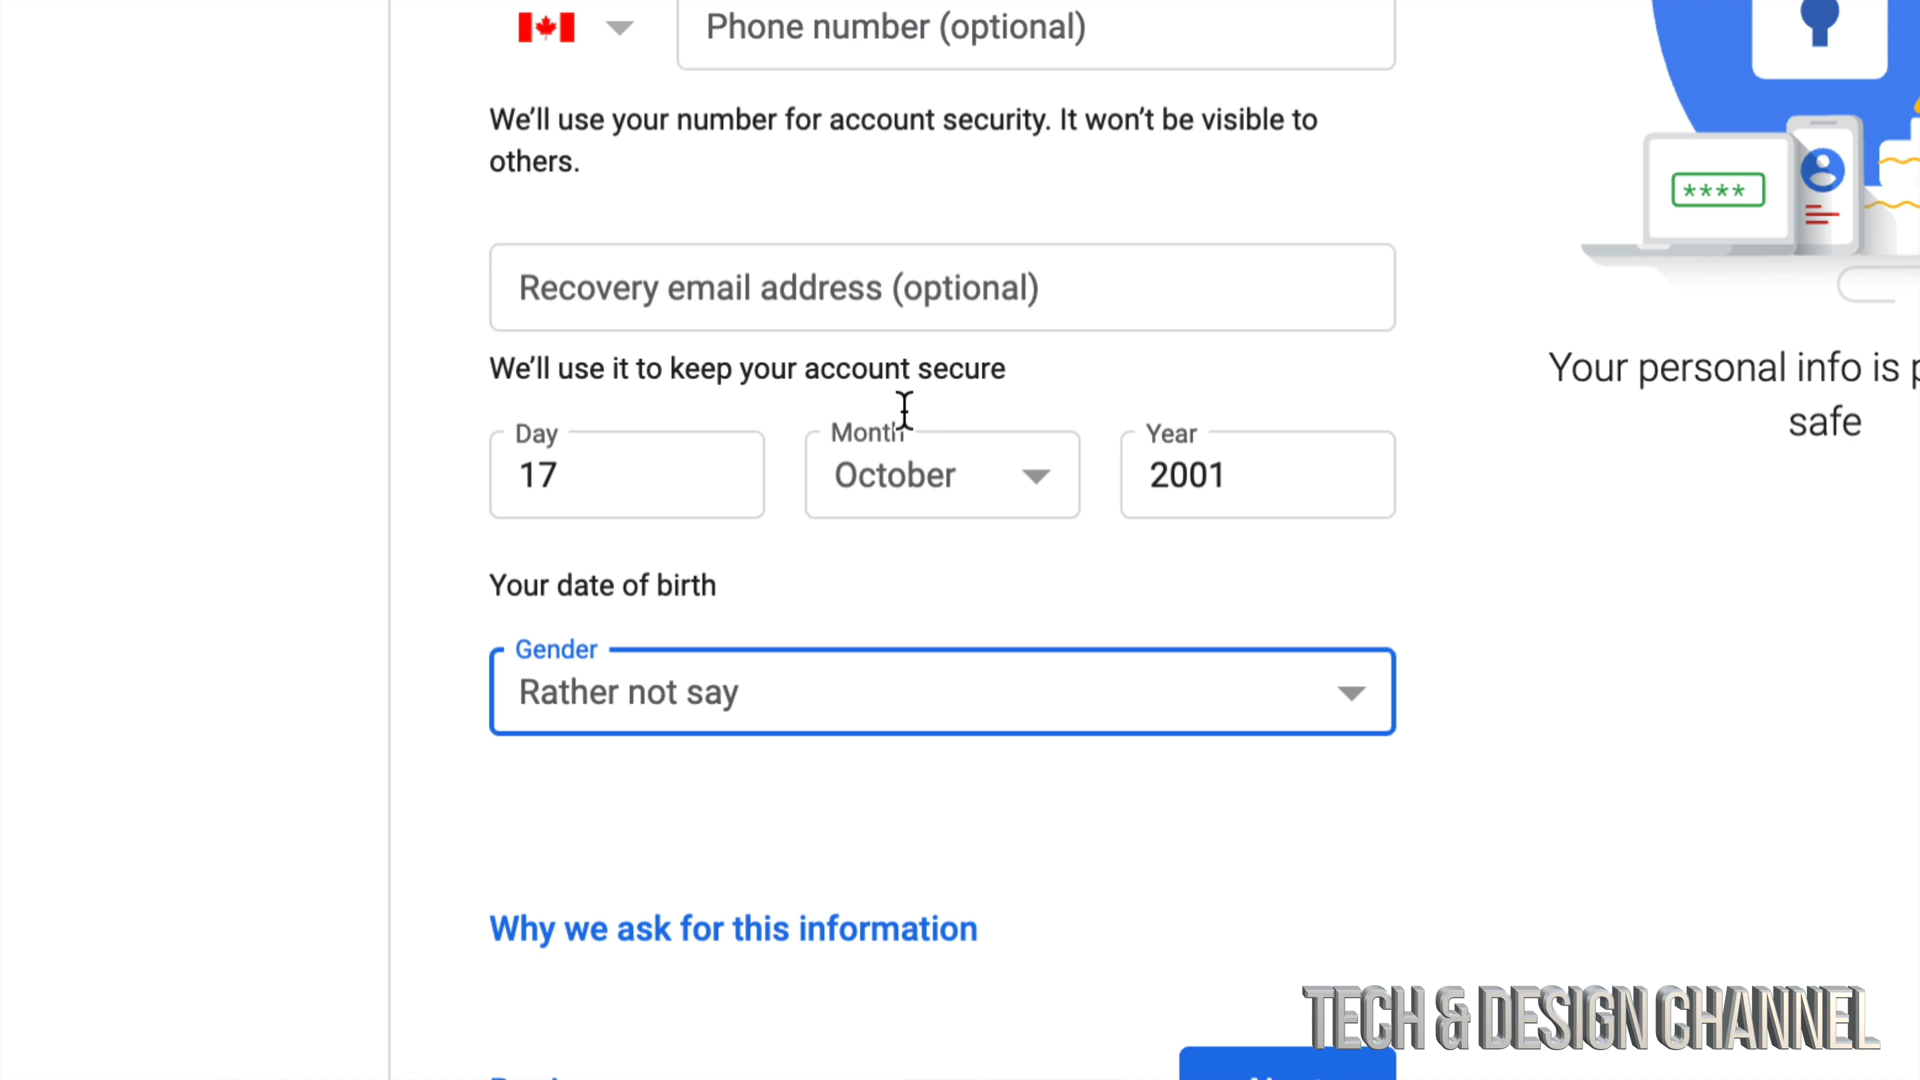 Phone number (optional)
We'll use your number for account security. It won't be visible to
others.
****
Recovery email address (optional)
We'll use it to keep your account secure
Your personal info is
safe
Day
Month
Year
17
October
2001
Your date of birth
Gender
Rather not say
Why we ask for this information
TECH & DESIGN CHANNEL